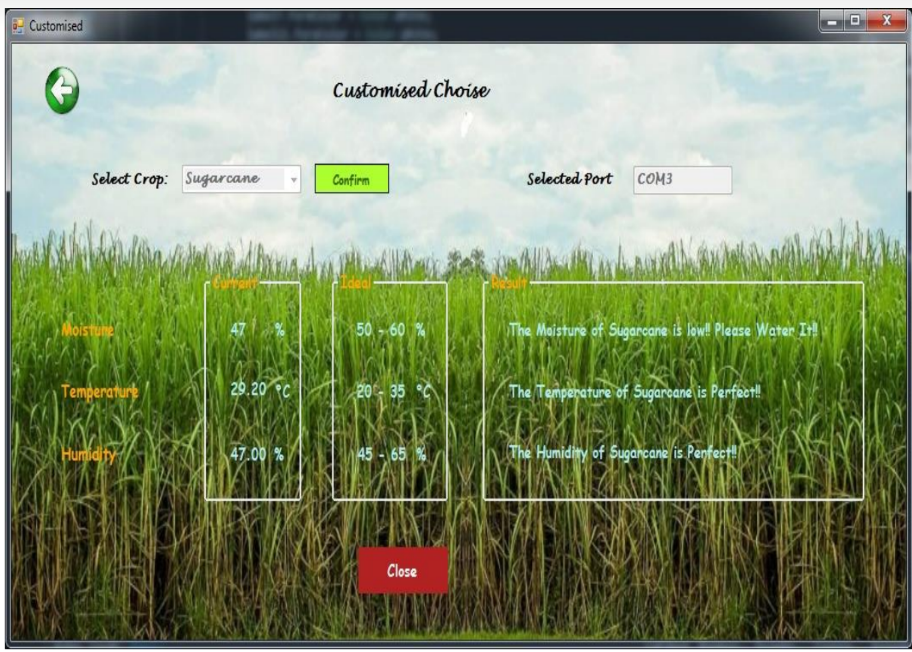 Customised
Customised Choise
Select Crop: Sugarcane Confirm Selected Port COM3
Current Ideal Result
Moisture 47 % 50 - 60 % The Moisture of Sugarcane is low!! Please Water It!!
Temperature 29.20 °C 20 - 35 °C The Temperature of Sugarcane is Perfect!!
Humidity 47.00 % 45 - 65 % The Humidity of Sugarcane is Perfect!!
Close